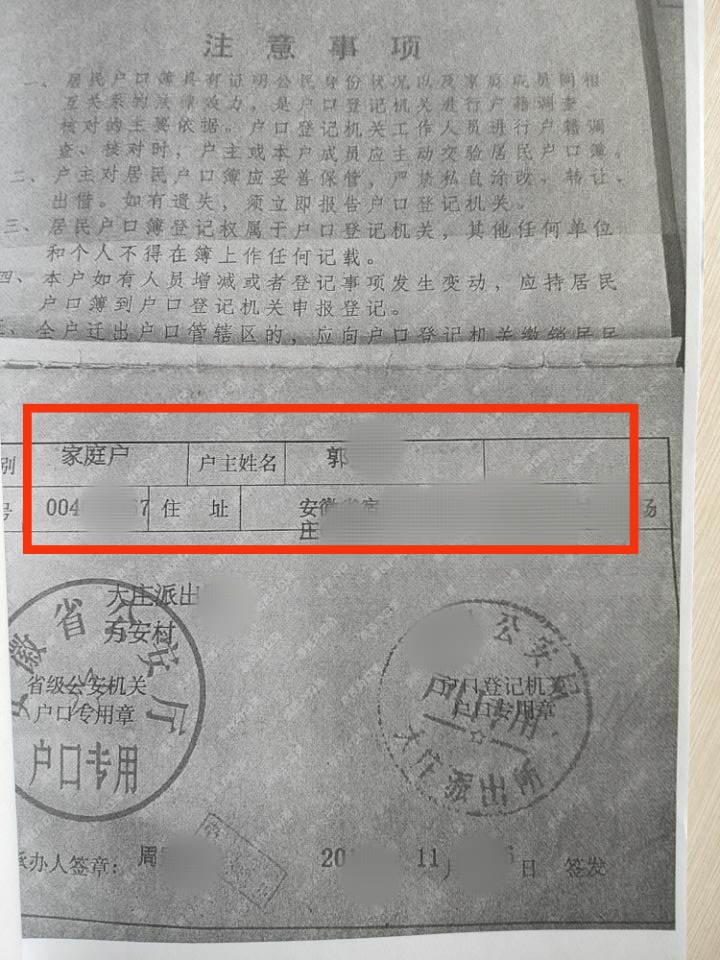 注意事项
一、居民户口簿具有证明公民身份状况以及家庭成员间相
互关系的法律效力，是户口登记机关进行户籍调查、
核对的主要依据。户口登记机关工作人员进行户籍调
查、核对时，户主或本户成员应主动交验居民户口簿。
二、户主对居民户口簿应妥善保管，严禁私自涂改、转让、
出借。如有遗失，须立即报告户口登记机关。
三、居民户口簿登记权属于户口登记机关，其他任何单位
和个人不得在簿上作任何记载。
四、本户如有人员增减或者登记事项发生变动，应持居民
户口簿到户口登记机关申报登记。
全户迁出户口管辖区的，应向户口登记机关缴销居民
别 家庭户 户主姓名 郭
号 004 67 住 址 安徽省 场
庄
大庄派出
万安村
安徽省公安厅
省级公安机关
户口专用章
户口专用
公安局
户口登记机关
户口专用章
户口专用
大庄派出所
承办人签章： 周 20 11月 6日 签发